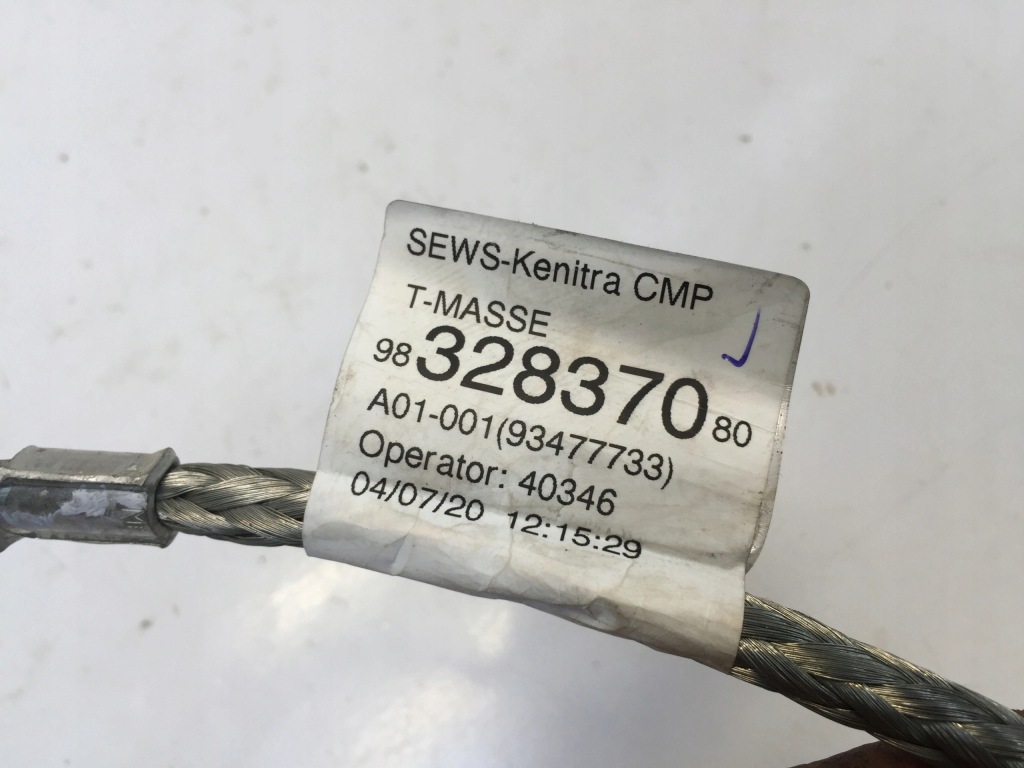 SEWS-Kenitra CMP
T-MASSE
98 328370 80
A01-001(93477733)
Operator: 40346
04/07/20 12:15:29